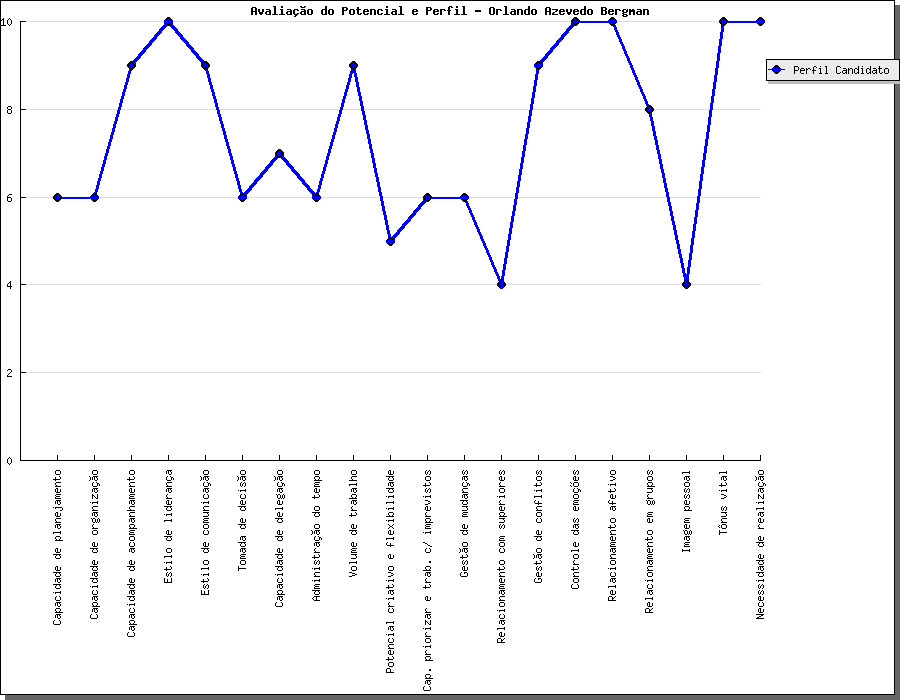 Avaliação do Potencial e Perfil - Orlando Azevedo Bergman
Perfil Candidato
10
8
6
4
2
0
Capacidade de planejamento
Capacidade de organização
Capacidade de acompanhamento
Estilo de liderança
Estilo de comunicação
Tomada de decisão
Capacidade de delegação
Administração do tempo
Volume de trabalho
Potencial criativo e flexibilidade
Cap. priorizar e trab. c/ imprevistos
Gestão de mudanças
Relacionamento com superiores
Gestão de conflitos
Controle das emoções
Relacionamento afetivo
Relacionamento em grupos
Imagem pessoal
Tônus vital
Necessidade de realização